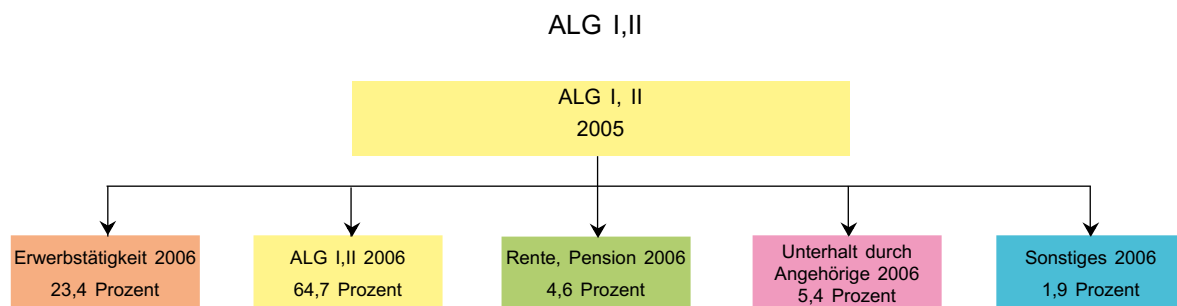 ALG I,II
ALG I, II
2005
Erwerbstätigkeit 2006
23,4 Prozent
ALG I,II 2006
64,7 Prozent
Rente, Pension 2006
4,6 Prozent
Unterhalt durch
Angehörige 2006
5,4 Prozent
Sonstiges 2006
1,9 Prozent